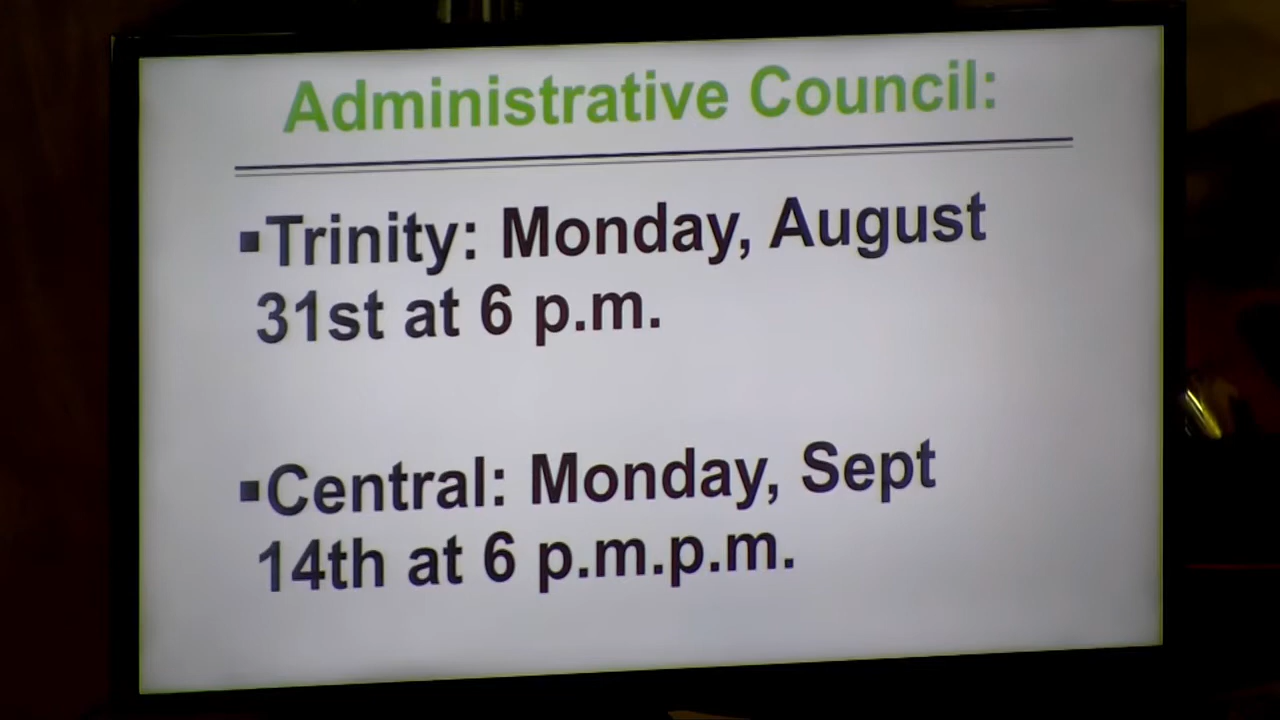 Administrative Council:
▪Trinity: Monday, August
31st at 6 p.m.
▪Central: Monday, Sept
14th at 6 p.m.p.m.